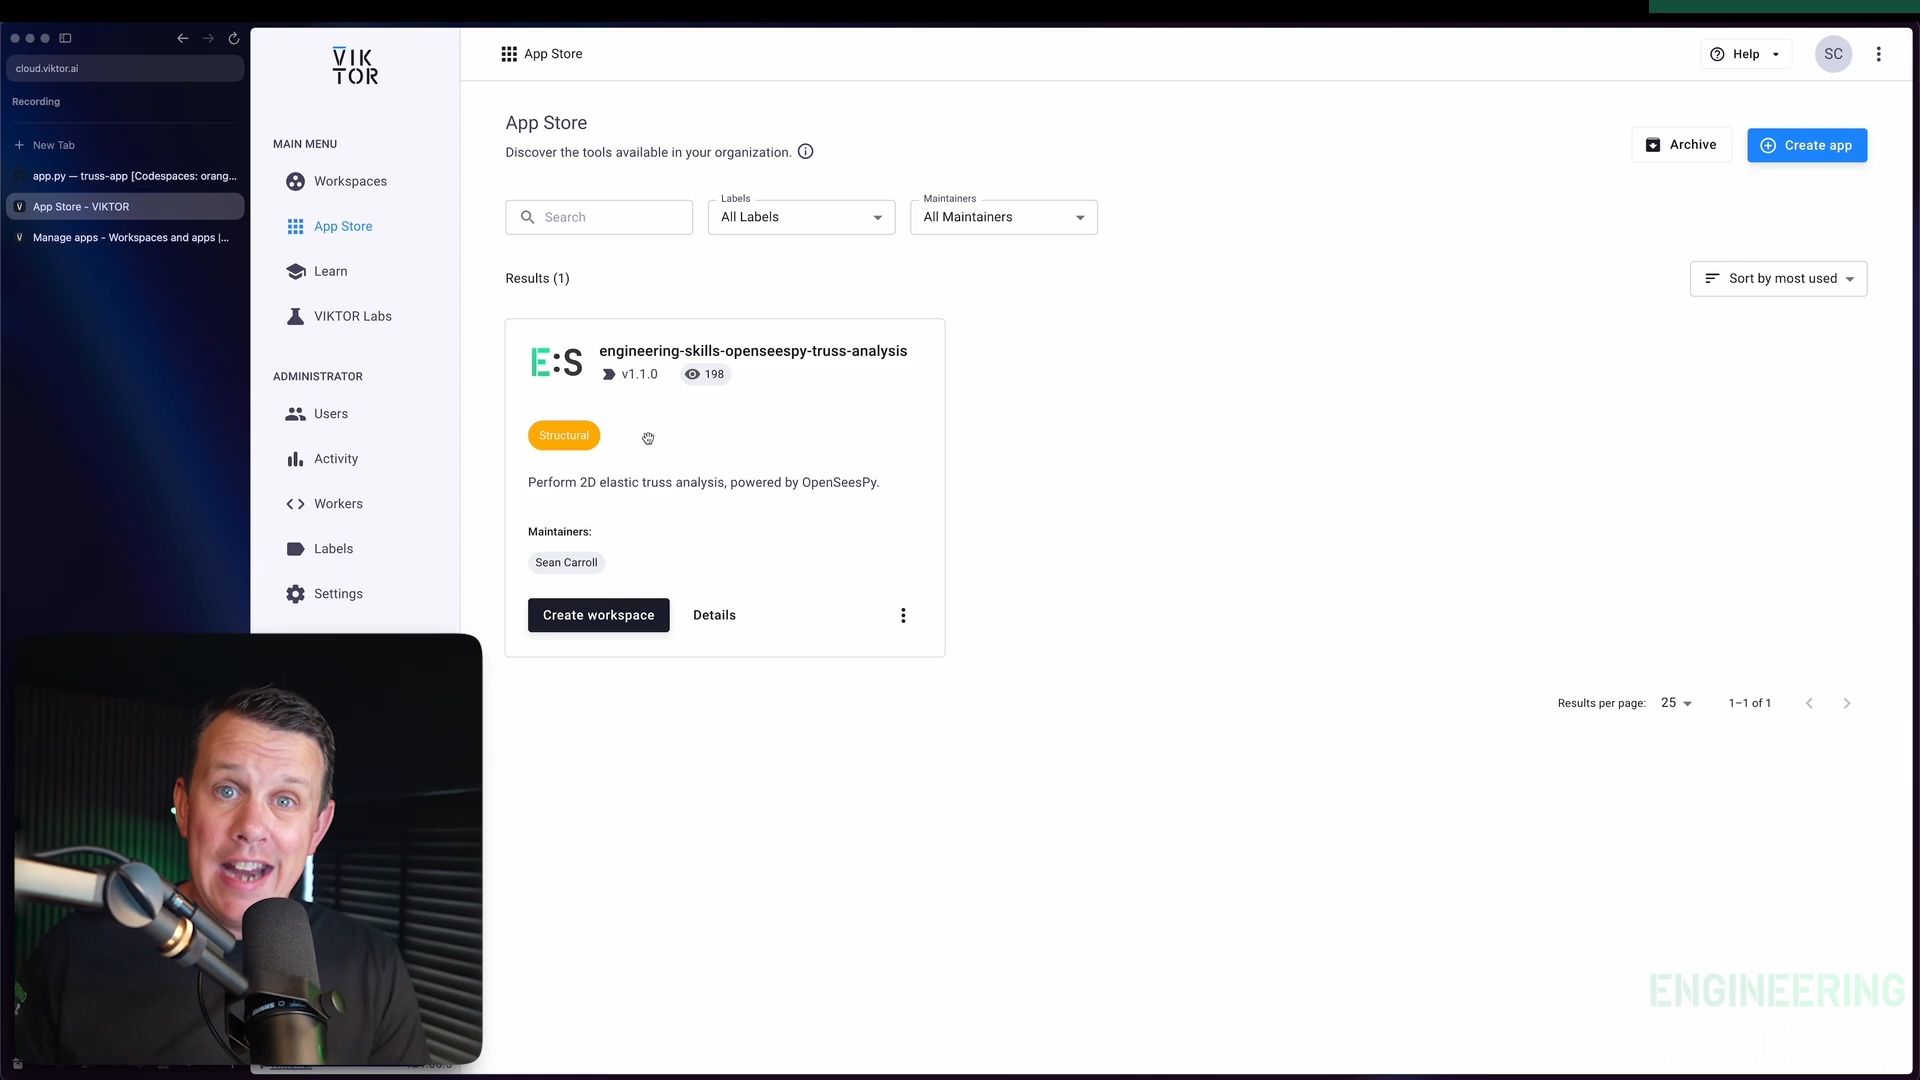 cloud.viktor.ai
Recording
New Tab
app.py — truss-app [Codespaces: orang...
App Store - VIKTOR
Manage apps - Workspaces and apps |...
VIK
TOR
MAIN MENU
Workspaces
App Store
Learn
VIKTOR Labs
ADMINISTRATOR
Users
Activity
Workers
Labels
Settings
App Store
Help
SC
App Store
Discover the tools available in your organization.
Archive
Create app
Search
Labels
All Labels
Maintainers
All Maintainers
Results (1)
Sort by most used
E:S
engineering-skills-openseespy-truss-analysis
v1.1.0
198
Structural
Perform 2D elastic truss analysis, powered by OpenSeesPy.
Maintainers:
Sean Carroll
Create workspace
Details
Results per page: 25
1–1 of 1
ENGINEERING